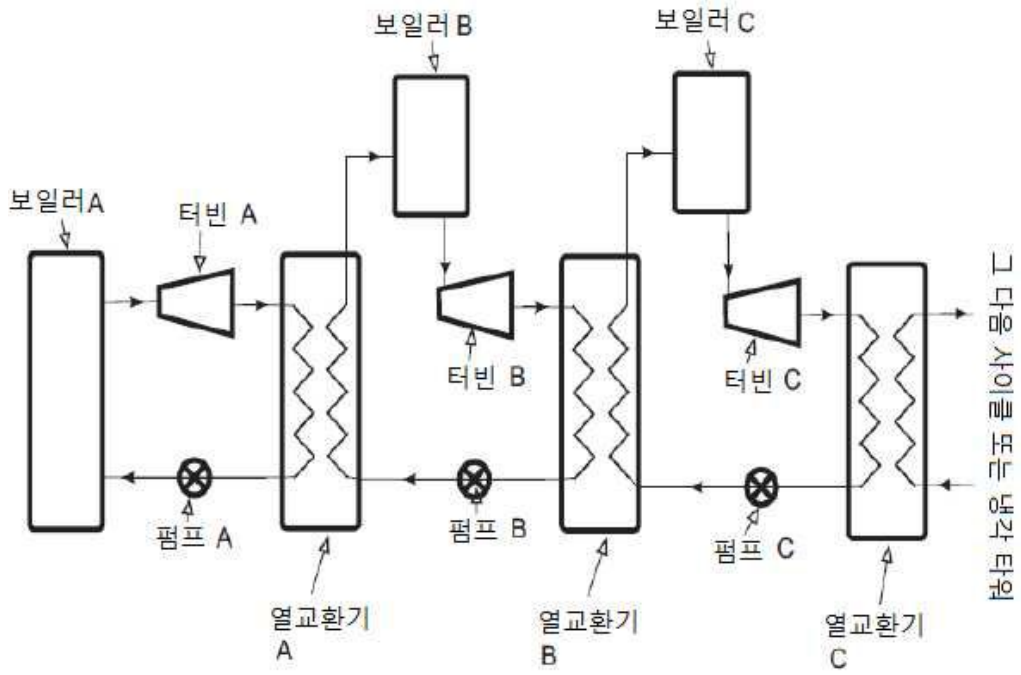 보일러 B
보일러 C
보일러 A
터빈 A
터빈 B
터빈 C
펌프 A
펌프 B
펌프 C
열교환기
A
열교환기
B
열교환기
C
그 다음 사이클 또는 냉각 타워